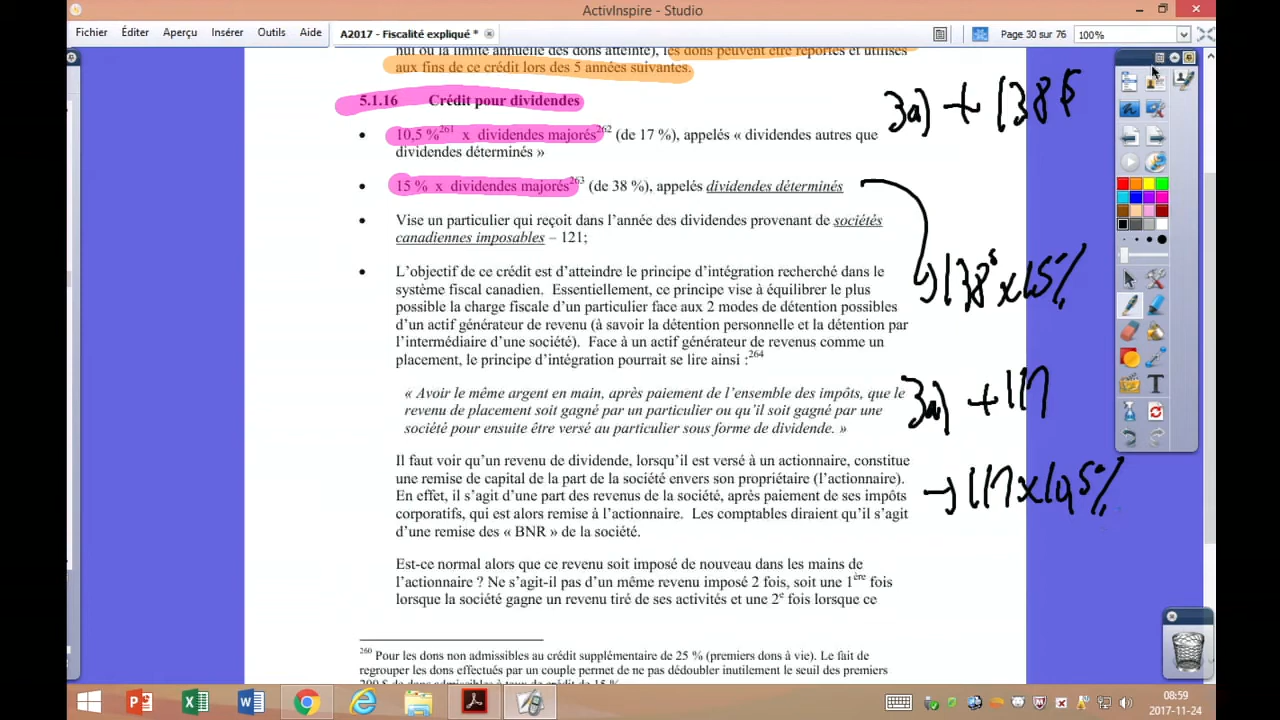 ActivInspire - Studio
Fichier Éditer Aperçu Insérer Outils Aide A2017 - Fiscalité expliqué * Page 30 sur 76 100%
nul ou la limite annuelle des dons atteinte), les dons peuvent être reportés et utilisés
aux fins de ce crédit lors des 5 années suivantes.
5.1.16 Crédit pour dividendes
3a) + 138 $
• 10,5 %261 x dividendes majorés262 (de 17 %), appelés « dividendes autres que
dividendes déterminés »
• 15 % x dividendes majorés263 (de 38 %), appelés dividendes déterminés
• Vise un particulier qui reçoit dans l'année des dividendes provenant de sociétés
canadiennes imposables – 121;
→ 138$ x 15%
• L'objectif de ce crédit est d'atteindre le principe d'intégration recherché dans le
système fiscal canadien. Essentiellement, ce principe vise à équilibrer le plus
possible la charge fiscale d'un particulier face aux 2 modes de détention possibles
d'un actif générateur de revenu (à savoir la détention personnelle et la détention par
l'intermédiaire d'une société). Face à un actif générateur de revenus comme un
placement, le principe d'intégration pourrait se lire ainsi :264
« Avoir le même argent en main, après paiement de l'ensemble des impôts, que le
revenu de placement soit gagné par un particulier ou qu'il soit gagné par une
société pour ensuite être versé au particulier sous forme de dividende. »
3a) + 117
Il faut voir qu'un revenu de dividende, lorsqu'il est versé à un actionnaire, constitue
une remise de capital de la part de la société envers son propriétaire (l'actionnaire).
En effet, il s'agit d'une part des revenus de la société, après paiement de ses impôts
corporatifs, qui est alors remise à l'actionnaire. Les comptables diraient qu'il s'agit
d'une remise des « BNR » de la société.
→ 117 x 10,5%
Est-ce normal alors que ce revenu soit imposé de nouveau dans les mains de
l'actionnaire ? Ne s'agit-il pas d'un même revenu imposé 2 fois, soit une 1ère fois
lorsque la société gagne un revenu tiré de ses activités et une 2e fois lorsque ce
260 Pour les dons non admissibles au crédit supplémentaire de 25 % (premiers dons à vie). Le fait de
regrouper les dons effectués par un couple permet de ne pas dédoubler inutilement le seuil des premiers
200 $ de dons admissibles à taux de crédit de 15 %.
08:59
2017-11-24